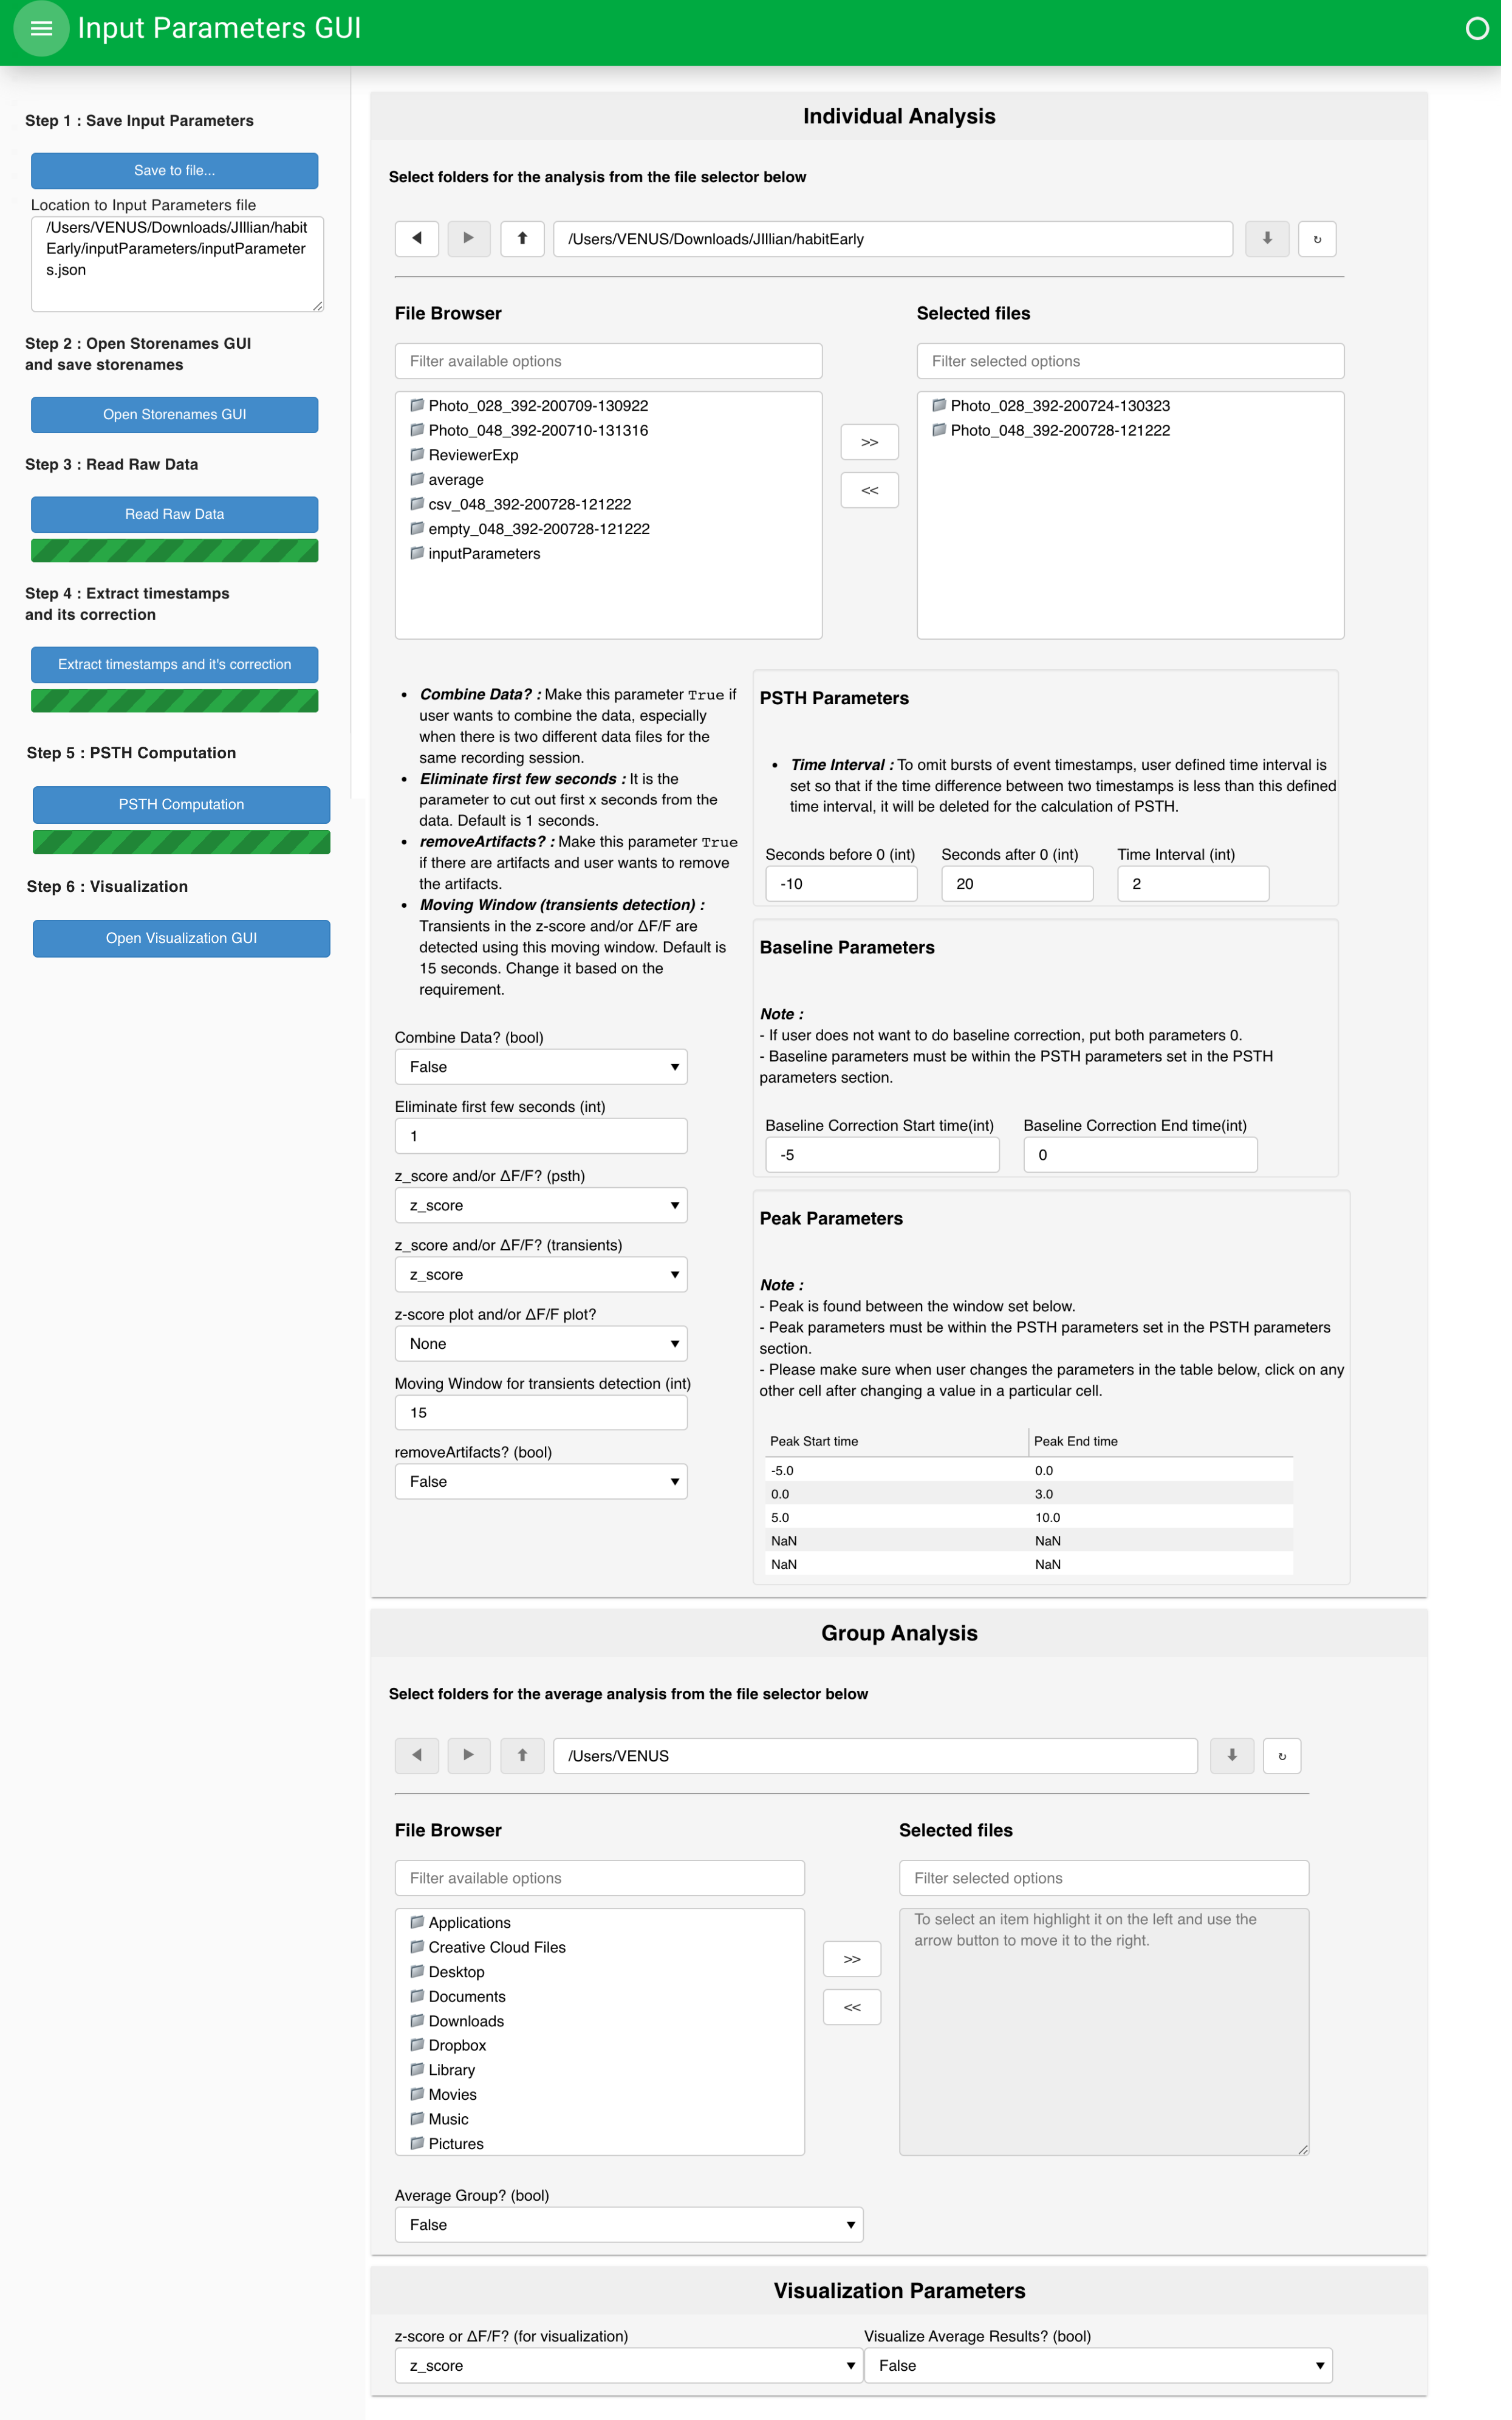 Input Parameters GUI
Step 1 : Save Input Parameters
Save to file...
Location to Input Parameters file
/Users/VENUS/Downloads/JIllian/habit
Early/inputParameters/inputParameter
s.json
Step 2 : Open Storenames GUI
and save storenames
Open Storenames GUI
Step 3 : Read Raw Data
Read Raw Data
Step 4 : Extract timestamps
and its correction
Extract timestamps and it's correction
Step 5 : PSTH Computation
PSTH Computation
Step 6 : Visualization
Open Visualization GUI
Individual Analysis
Select folders for the analysis from the file selector below
/Users/VENUS/Downloads/JIllian/habitEarly
File Browser
Filter available options
Photo_028_392-200709-130922
Photo_048_392-200710-131316
ReviewerExp
average
csv_048_392-200728-121222
empty_048_392-200728-121222
inputParameters
>>
<<
Selected files
Filter selected options
Photo_028_392-200724-130323
Photo_048_392-200728-121222
• Combine Data? : Make this parameter True if
user wants to combine the data, especially
when there is two different data files for the
same recording session.
• Eliminate first few seconds : It is the
parameter to cut out first x seconds from the
data. Default is 1 seconds.
• removeArtifacts? : Make this parameter True
if there are artifacts and user wants to remove
the artifacts.
• Moving Window (transients detection) :
Transients in the z-score and/or ΔF/F are
detected using this moving window. Default is
15 seconds. Change it based on the
requirement.
Combine Data? (bool)
False
Eliminate first few seconds (int)
1
z_score and/or ΔF/F? (psth)
z_score
z_score and/or ΔF/F? (transients)
z_score
z-score plot and/or ΔF/F plot?
None
Moving Window for transients detection (int)
15
removeArtifacts? (bool)
False
PSTH Parameters
• Time Interval : To omit bursts of event timestamps, user defined time interval is
set so that if the time difference between two timestamps is less than this defined
time interval, it will be deleted for the calculation of PSTH.
Seconds before 0 (int) Seconds after 0 (int) Time Interval (int)
-10 20 2
Baseline Parameters
Note :
- If user does not want to do baseline correction, put both parameters 0.
- Baseline parameters must be within the PSTH parameters set in the PSTH
parameters section.
Baseline Correction Start time(int) Baseline Correction End time(int)
-5 0
Peak Parameters
Note :
- Peak is found between the window set below.
- Peak parameters must be within the PSTH parameters set in the PSTH parameters
section.
- Please make sure when user changes the parameters in the table below, click on any
other cell after changing a value in a particular cell.
Peak Start time Peak End time
-5.0 0.0
0.0 3.0
5.0 10.0
NaN NaN
NaN NaN
Group Analysis
Select folders for the average analysis from the file selector below
/Users/VENUS
File Browser
Filter available options
Applications
Creative Cloud Files
Desktop
Documents
Downloads
Dropbox
Library
Movies
Music
Pictures
>>
<<
Selected files
Filter selected options
To select an item highlight it on the left and use the
arrow button to move it to the right.
Average Group? (bool)
False
Visualization Parameters
z-score or ΔF/F? (for visualization) Visualize Average Results? (bool)
z_score False